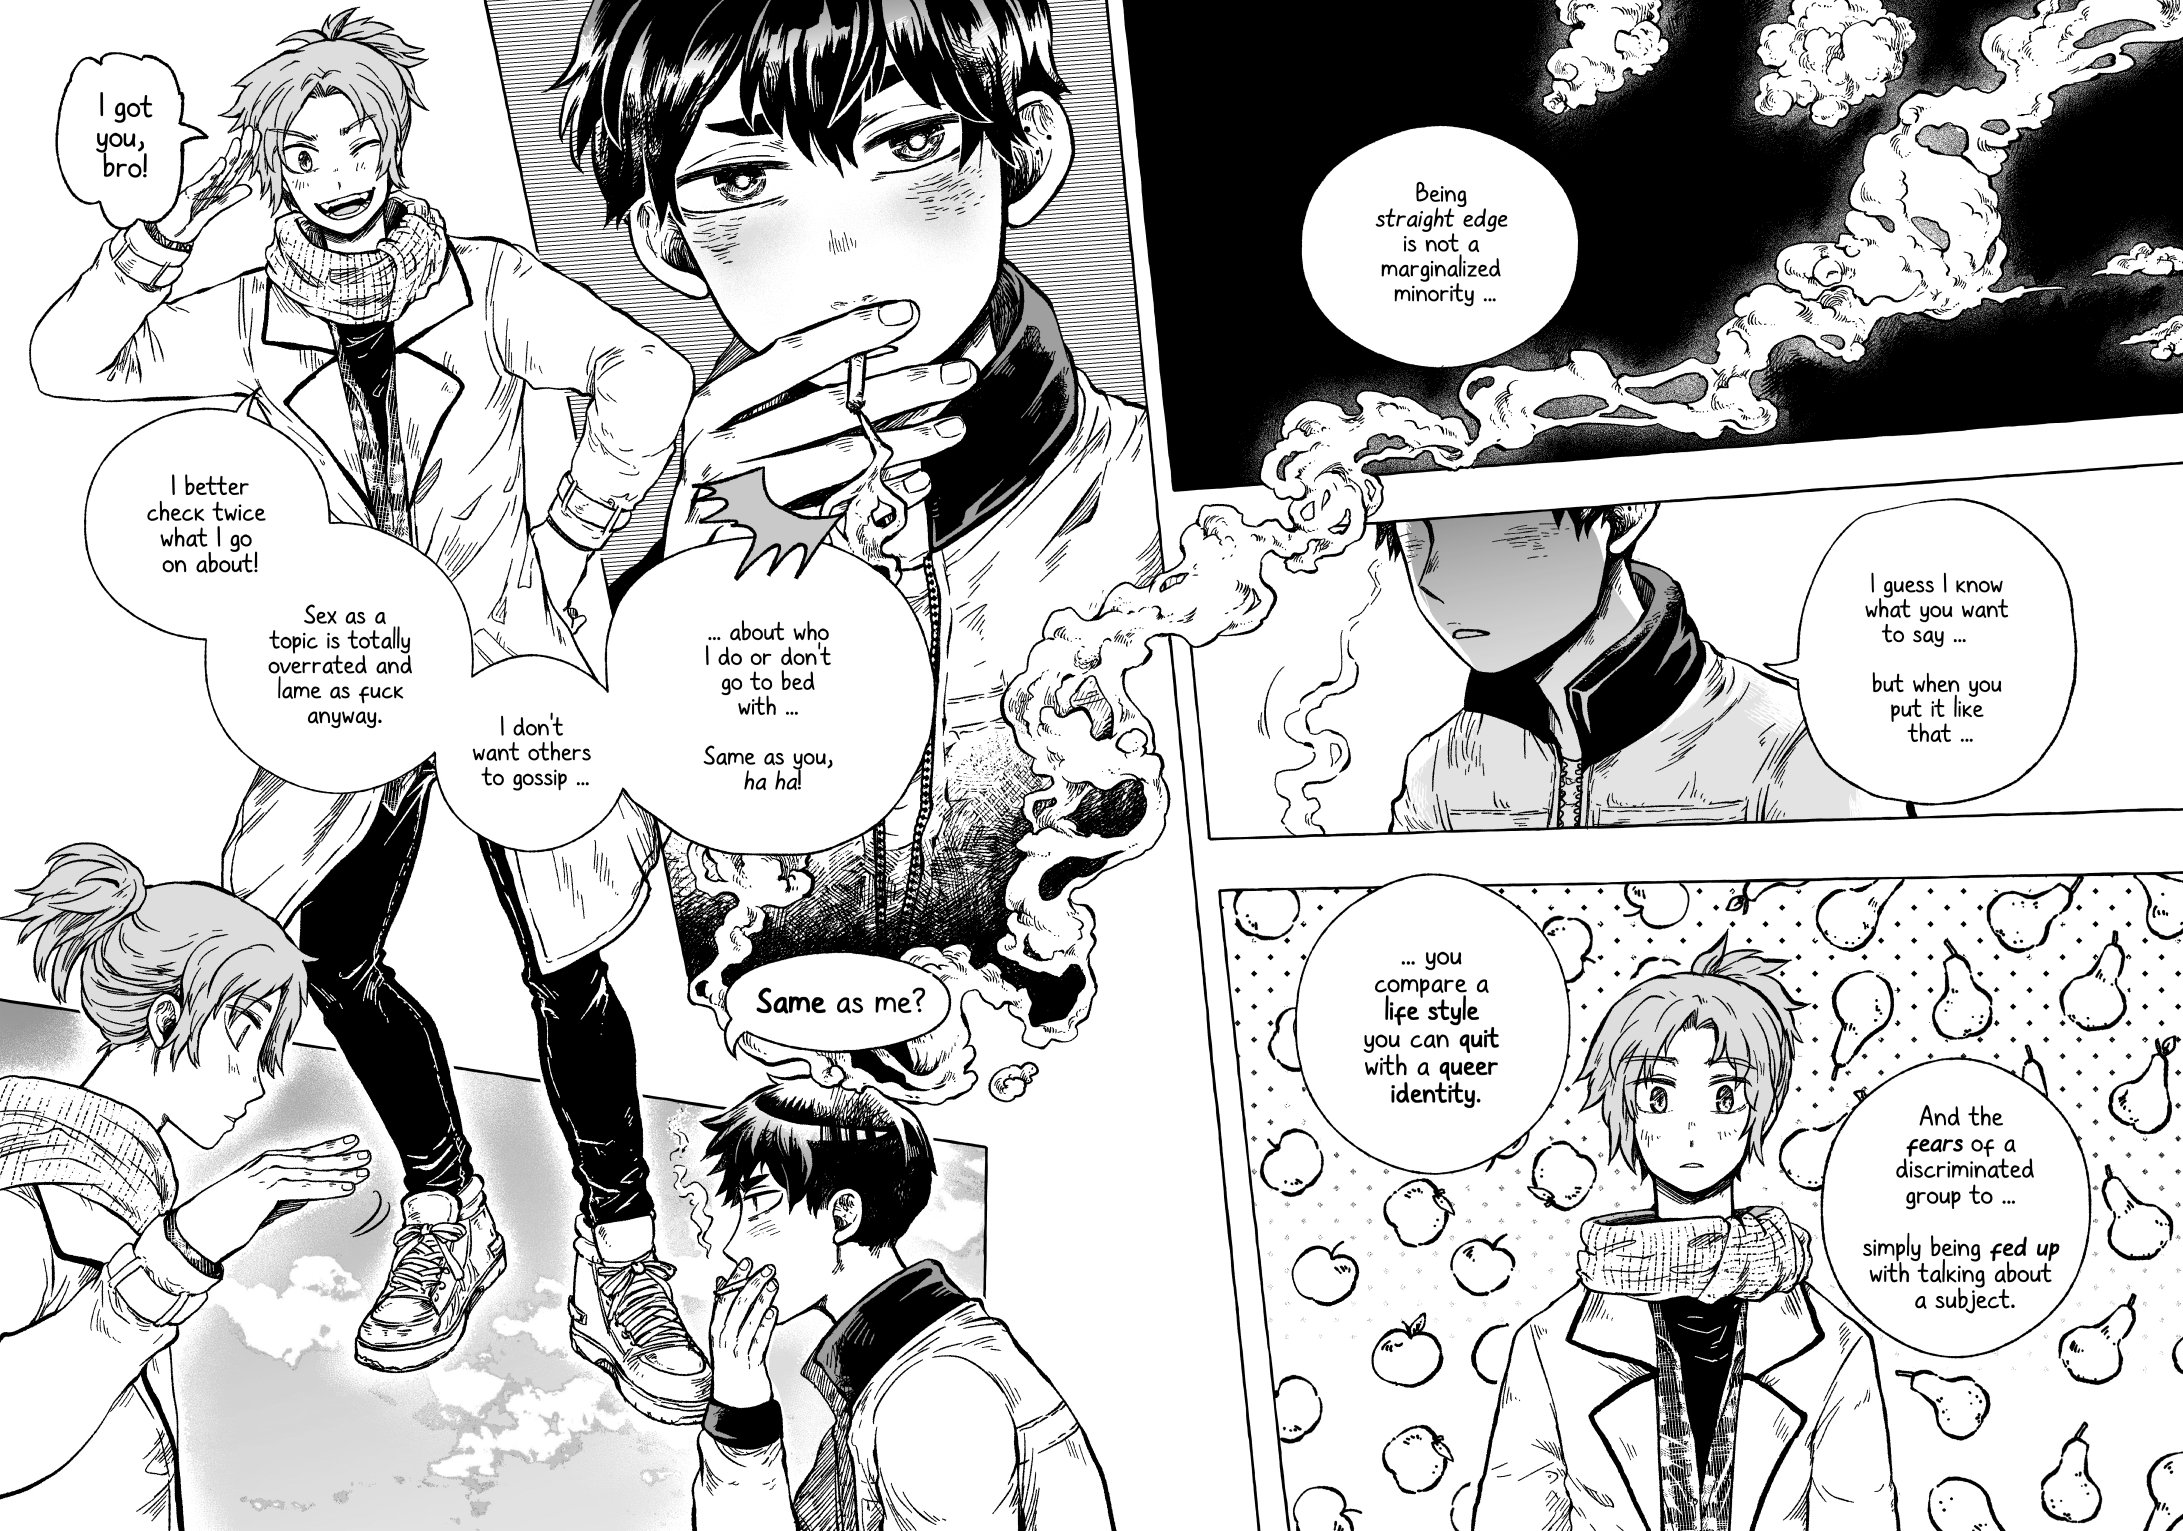 I got
you,
bro!
I better
check twice
what I go
on about!
Sex as a
topic is totally
overrated and
lame as fuck
anyway.
I don't
want others
to gossip ...
... about who
I do or don't
go to bed
with ...
Same as you,
ha ha!
Same as me?
Being
straight edge
is not a
marginalized
minority ...
I guess I know
what you want
to say ...
but when you
put it like
that ...
... you
compare a
life style
you can quit
with a queer
identity.
And the
fears of a
discriminated
group to ...
simply being fed up
with talking about
a subject.